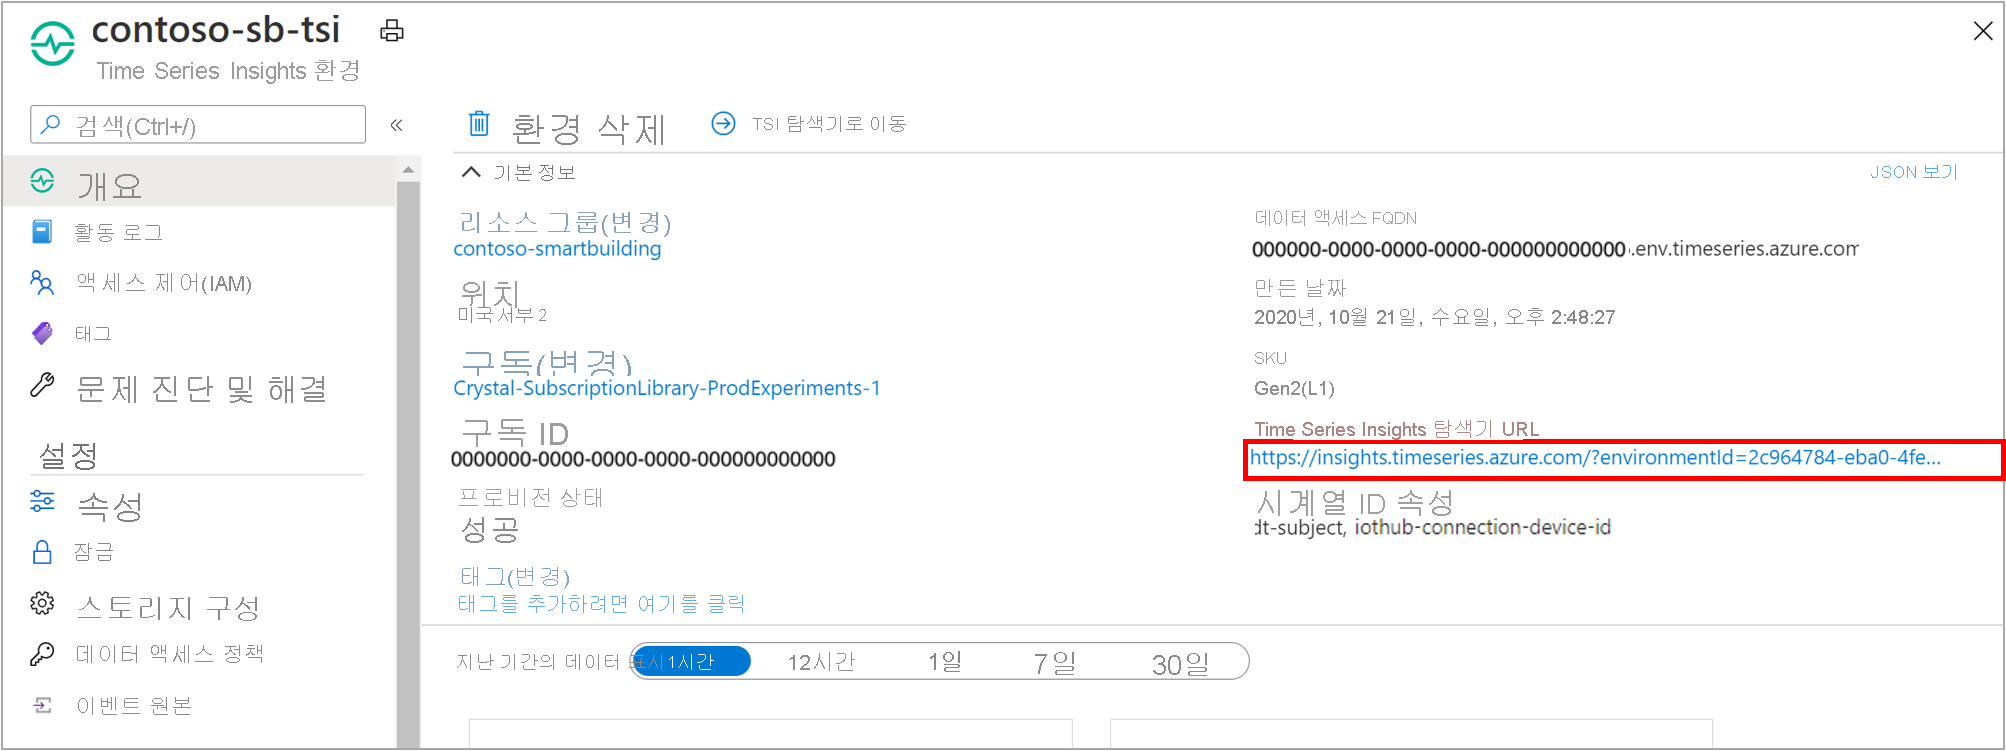 contoso-sb-tsi
Time Series Insights 환경
검색(Ctrl+/)
개요
활동 로그
액세스 제어(IAM)
태그
문제 진단 및 해결
설정
속성
잠금
스토리지 구성
데이터 액세스 정책
이벤트 원본
환경 삭제
TSI 탐색기로 이동
기본 정보
JSON 보기
리소스 그룹(변경)
contoso-smartbuilding
위치
미국 서부 2
구독(변경)
Crystal-SubscriptionLibrary-ProdExperiments-1
구독 ID
0000000-0000-0000-0000-000000000000
프로비전 상태
성공
태그(변경)
태그를 추가하려면 여기를 클릭
데이터 액세스 FQDN
000000-0000-0000-0000-000000000000.env.timeseries.azure.com
만든 날짜
2020년, 10월 21일, 수요일, 오후 2:48:27
SKU
Gen2(L1)
Time Series Insights 탐색기 URL
https://insights.timeseries.azure.com/?environmentId=2c964784-eba0-4fe...
시계열 ID 속성
dt-subject, iothub-connection-device-id
지난 기간의 데이터 표시 1시간 12시간 1일 7일 30일